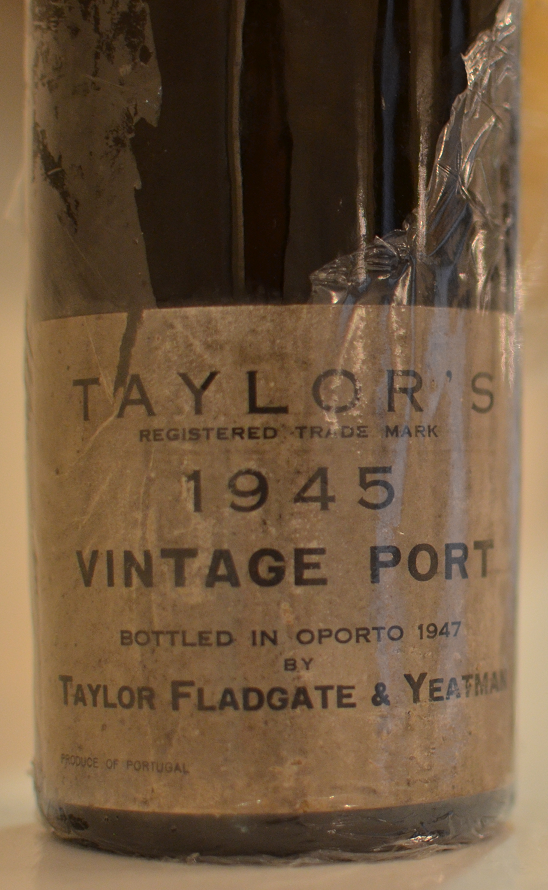 TAYLOR'S
REGISTERED TRADE MARK
1945
VINTAGE PORT
BOTTLED IN OPORTO 1947
BY
TAYLOR FLADGATE & YEATMAN
PRODUCE OF PORTUGAL